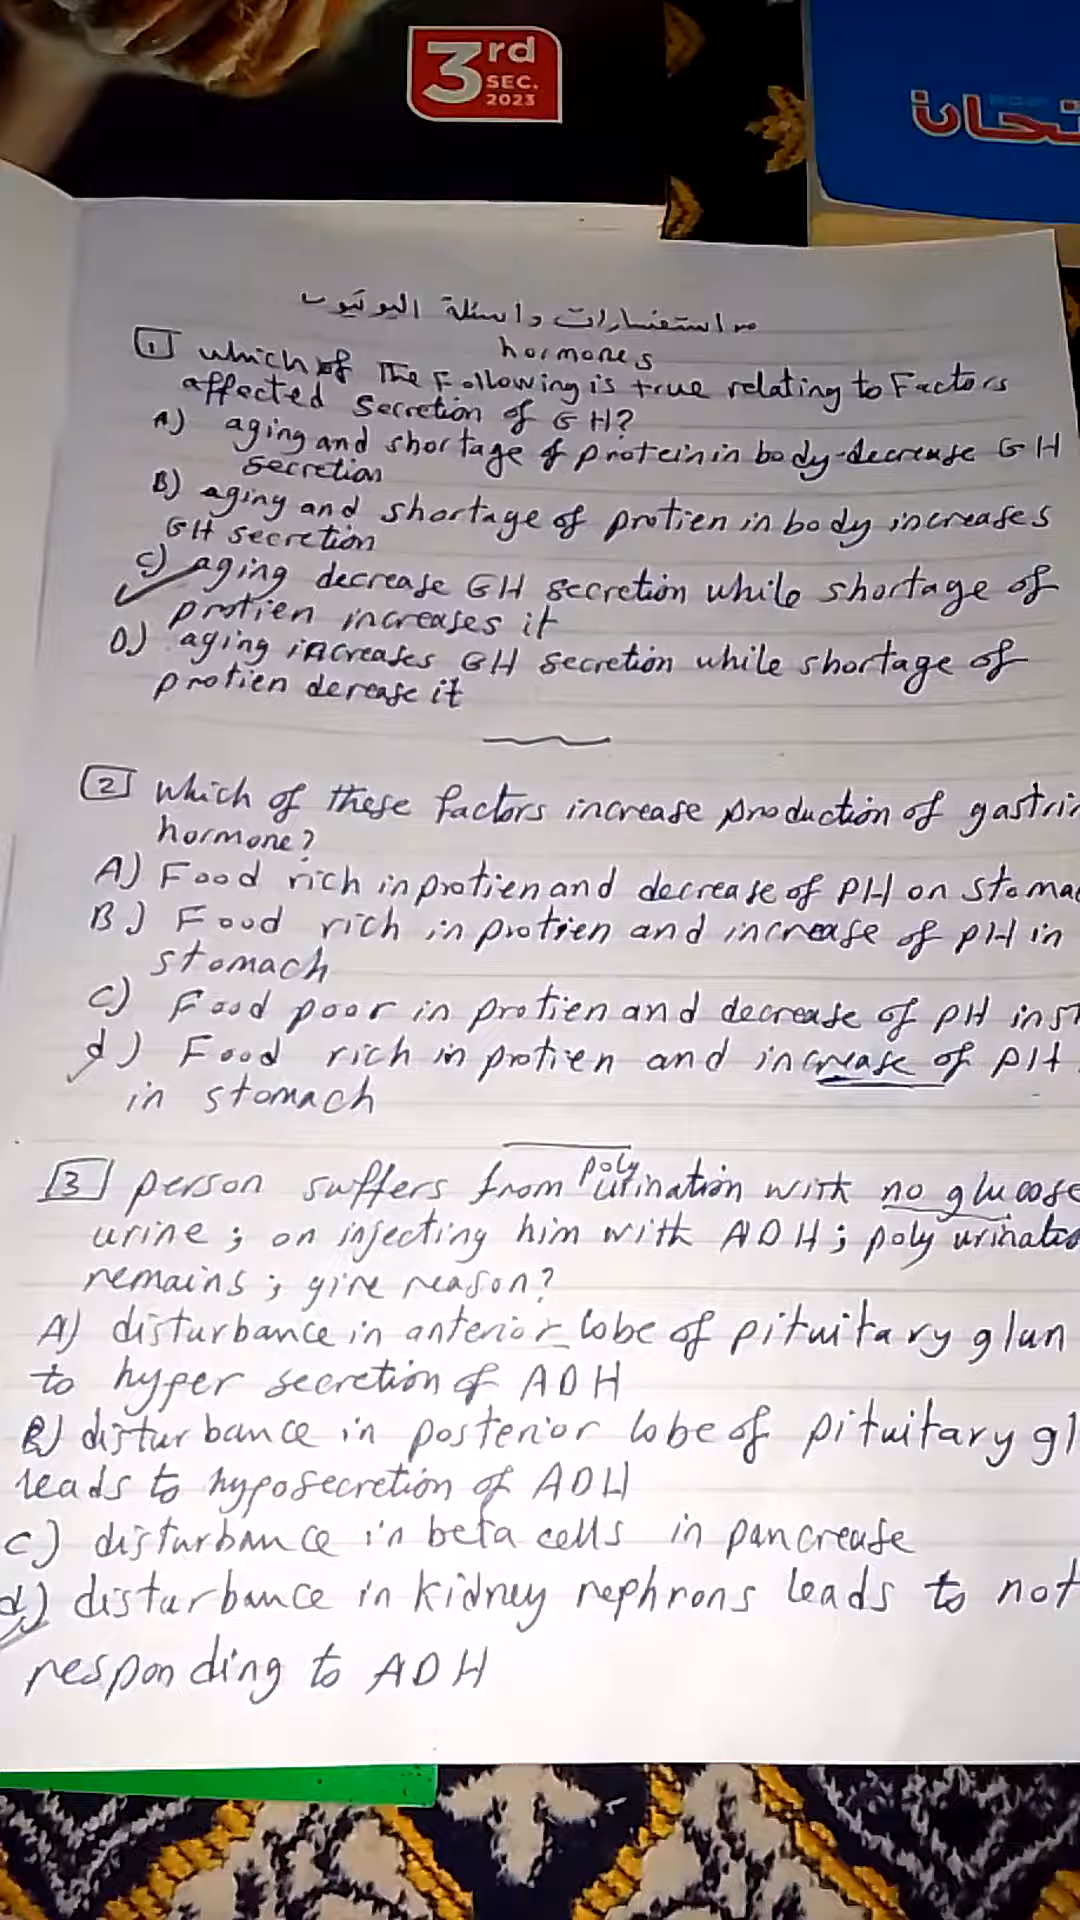 3rd
SEC.
2023
من استفسارات واسئلة اليوتيوب
hormones
1 which of The Following is true relating to Factors
affected secretion of GH?
A) aging and shortage of protein in body decrease GH
secretion
B) aging and shortage of protien in body increases
GH secretion
C) aging decrease GH secretion while shortage of
protien increases it
D) aging increases GH secretion while shortage of
protien derease it
2 which of these factors increase production of gastrin
hormone?
A) Food rich in protien and decrease of PH on stoma
B) Food rich in protien and increase of pH in
stomach
C) Food poor in protien and decrease of pH in st
d) Food rich in protien and increase of pH
in stomach
3 person suffers from poly urination with no glucose
urine ; on injecting him with ADH ; poly urinatio
remains ; give reason?
A) disturbance in anterior lobe of pituitary glan
to hyper secretion of ADH
B) disturbance in posterior lobe of pituitary gl
leads to hyposecretion of ADH
C) disturbance in beta cells in pancrease
d) disturbance in kidney nephrons leads to not
responding to ADH